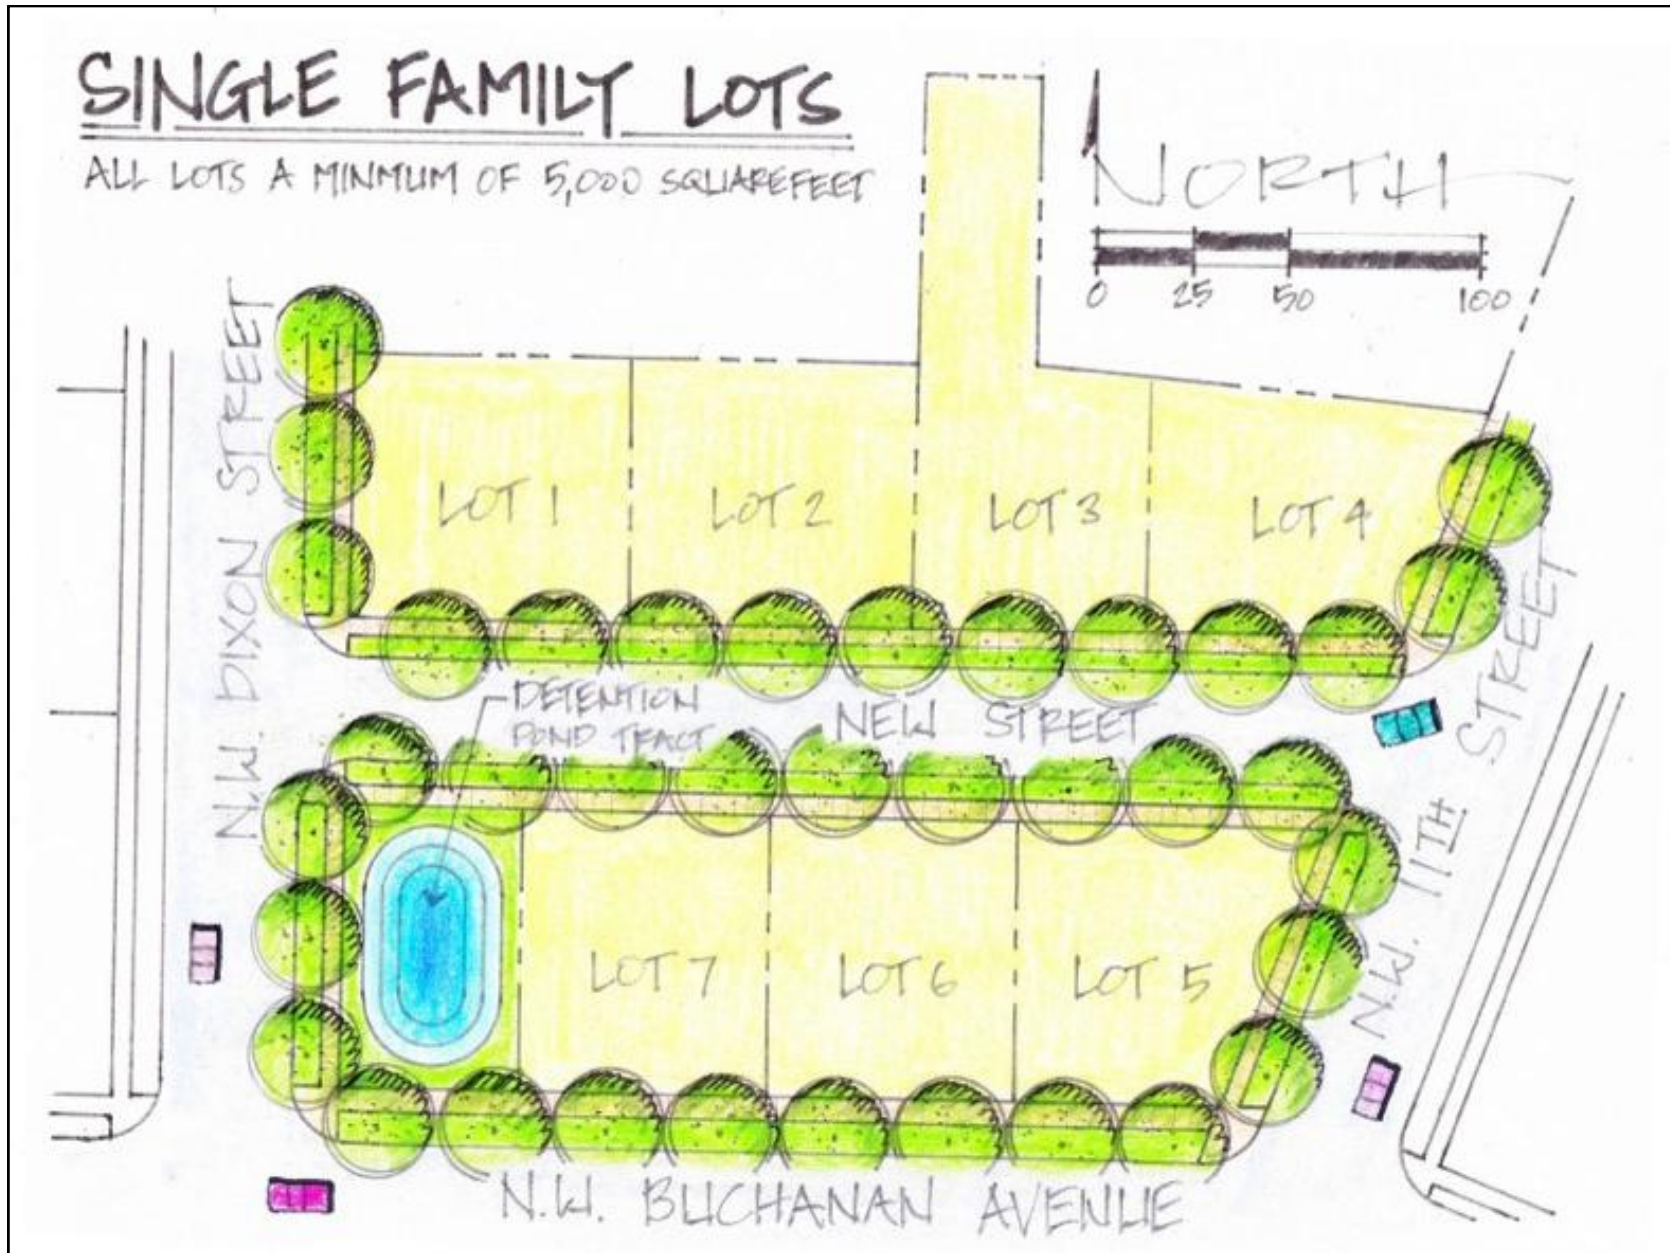 SINGLE FAMILY LOTS
ALL LOTS A MINMUM OF 5,000 SQUAREFEET
NORTH
0 25 50 100
N.W. DIXON STREET
LOT 1
LOT 2
LOT 3
LOT 4
DETENTION
POND TRACT
NEW STREET
N.W. 11TH STREET
LOT 7
LOT 6
LOT 5
N.W. BUCHANAN AVENUE